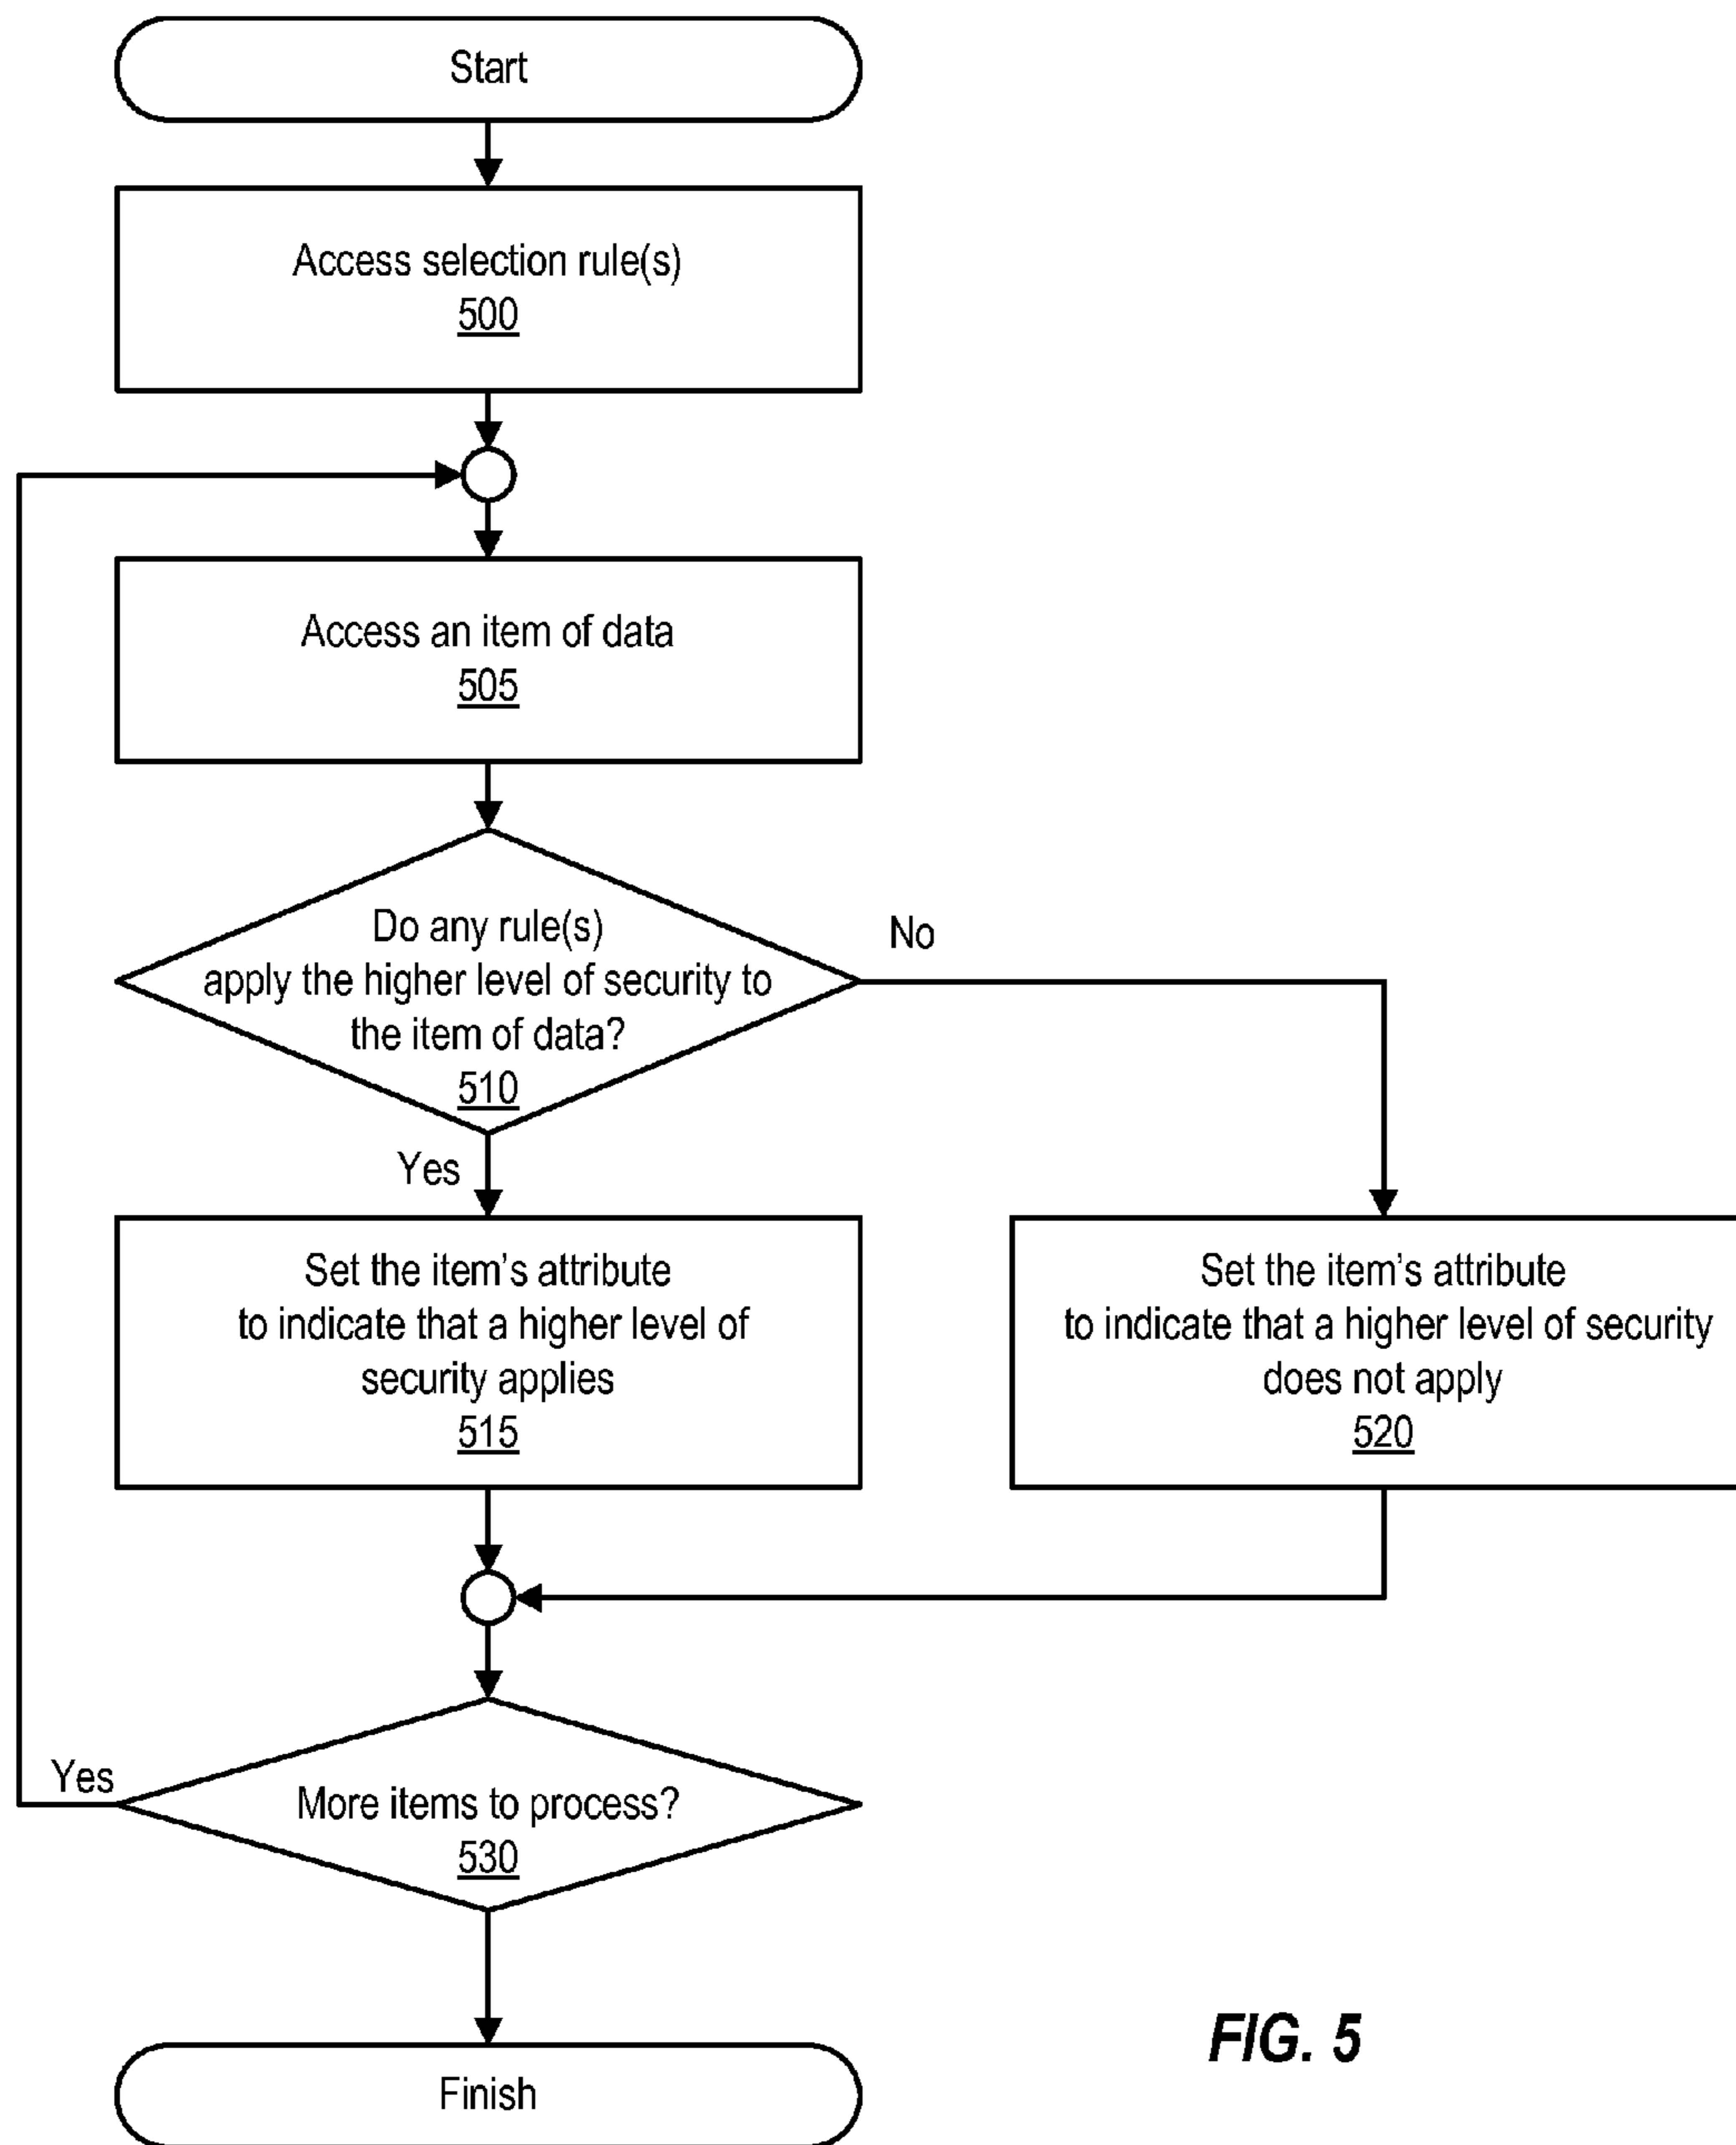 Start
Access selection rule(s)
500
Access an item of data
505
Do any rule(s)
apply the higher level of security to
the item of data?
510
No
Yes
Set the item's attribute
to indicate that a higher level of
security applies
515
Set the item's attribute
to indicate that a higher level of security
does not apply
520
Yes
More items to process?
530
Finish
FIG. 5